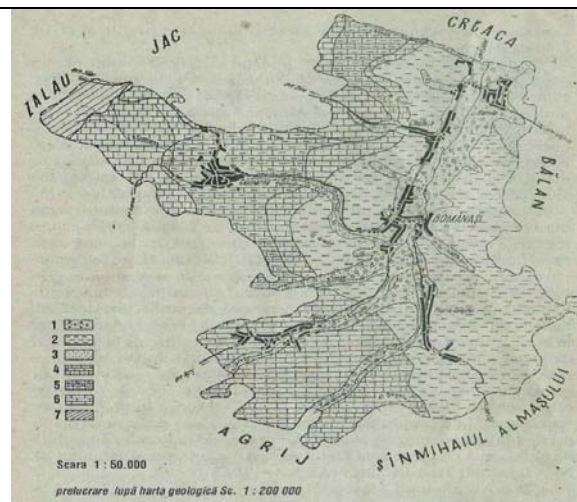 CREACA
JAC
ZALAU
BĂLAN
ROMÂNAȘI
1
2
3
4
5
6
7
AGRIJ
SÎNMIHAIUL ALMAȘULUI
Scara 1 : 50.000
prelucrare lupă harta geologică Sc. 1 : 200 000